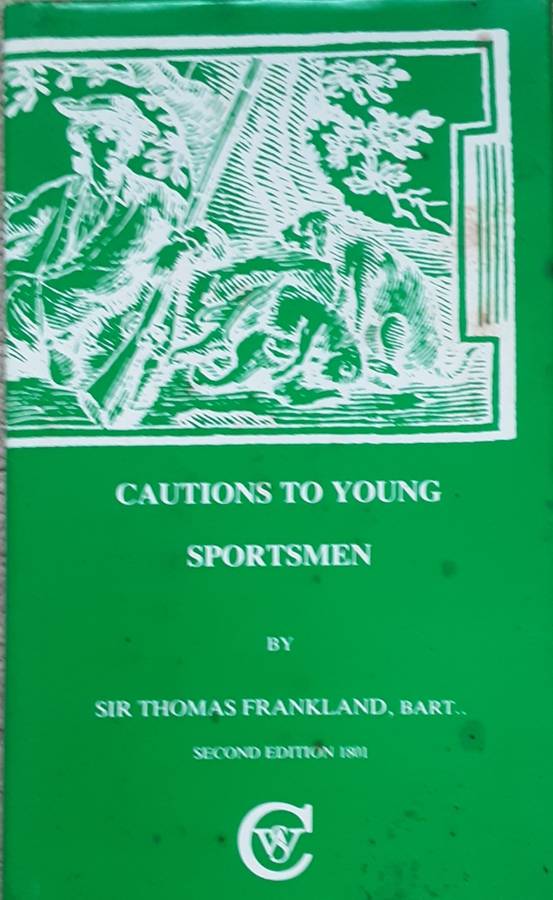 CAUTIONS TO YOUNG
SPORTSMEN
BY
SIR THOMAS FRANKLAND, BART..
SECOND EDITION 1801